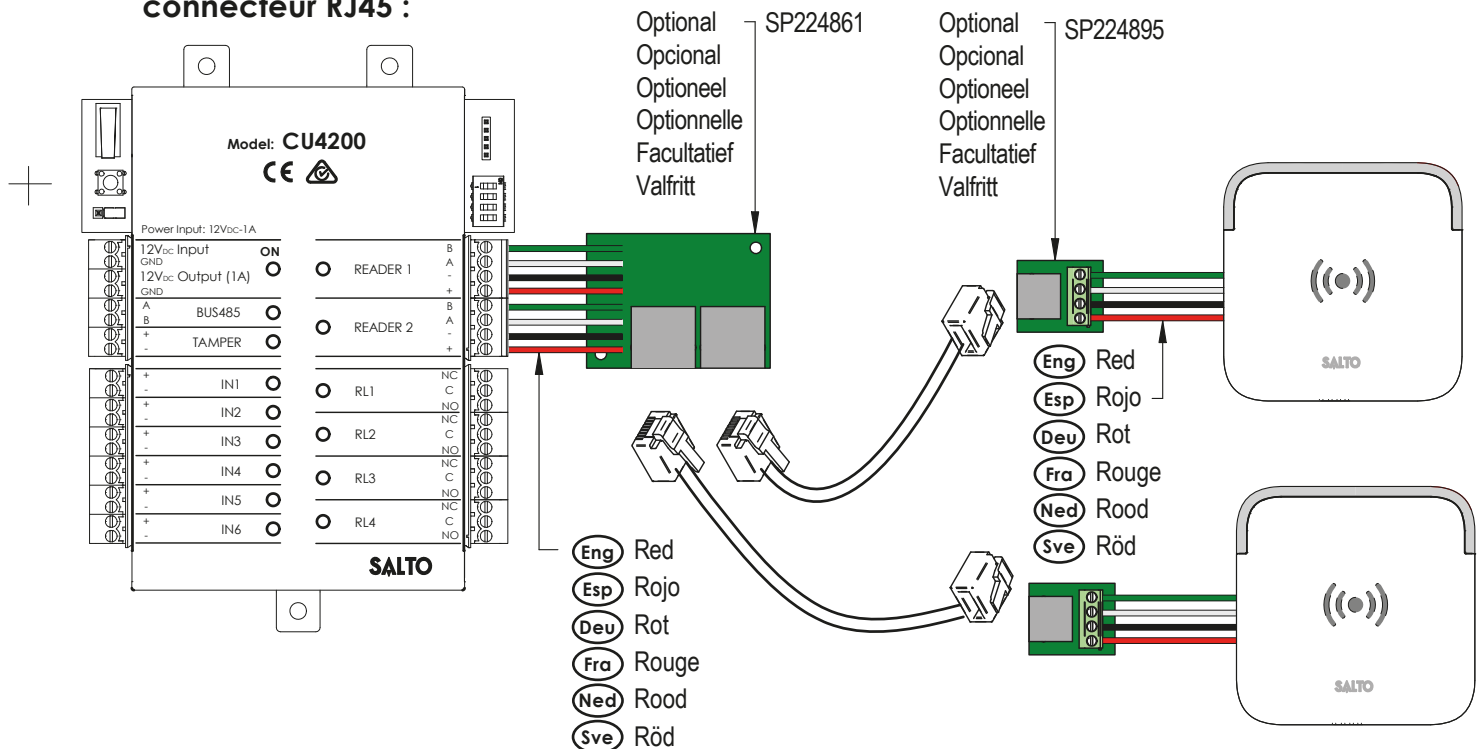 connecteur RJ45 :
Optional
Opcional
Optioneel
Optionnelle
Facultatief
Valfritt
SP224861
Optional
Opcional
Optioneel
Optionnelle
Facultatief
Valfritt
SP224895
Model: CU4200
CE
Power Input: 12VDC-1A
12VDC Input
GND
12VDC Output (1A)
GND
ON
A
B
BUS485
+
-
TAMPER
+
-
IN1
+
-
IN2
+
-
IN3
+
-
IN4
+
-
IN5
+
-
IN6
READER 1
B
A
-
+
READER 2
B
A
-
+
RL1
NC
C
NO
RL2
NC
C
NO
RL3
NC
C
NO
RL4
NC
C
NO
SALTO
Eng Red
Esp Rojo
Deu Rot
Fra Rouge
Ned Rood
Sve Röd
Eng Red
Esp Rojo
Deu Rot
Fra Rouge
Ned Rood
Sve Röd
SALTO
SALTO